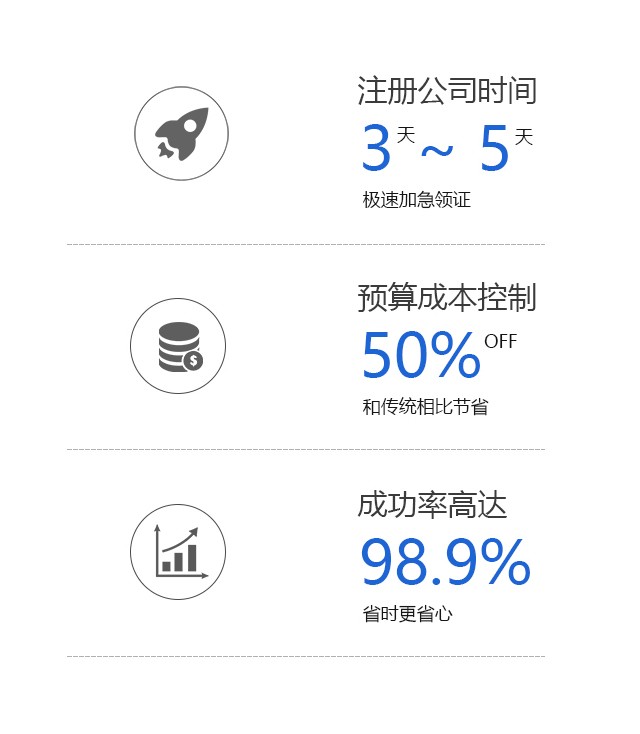 注册公司时间
3天~5天
极速加急领证
预算成本控制
50%OFF
和传统相比节省
成功率高达
98.9%
省时更省心